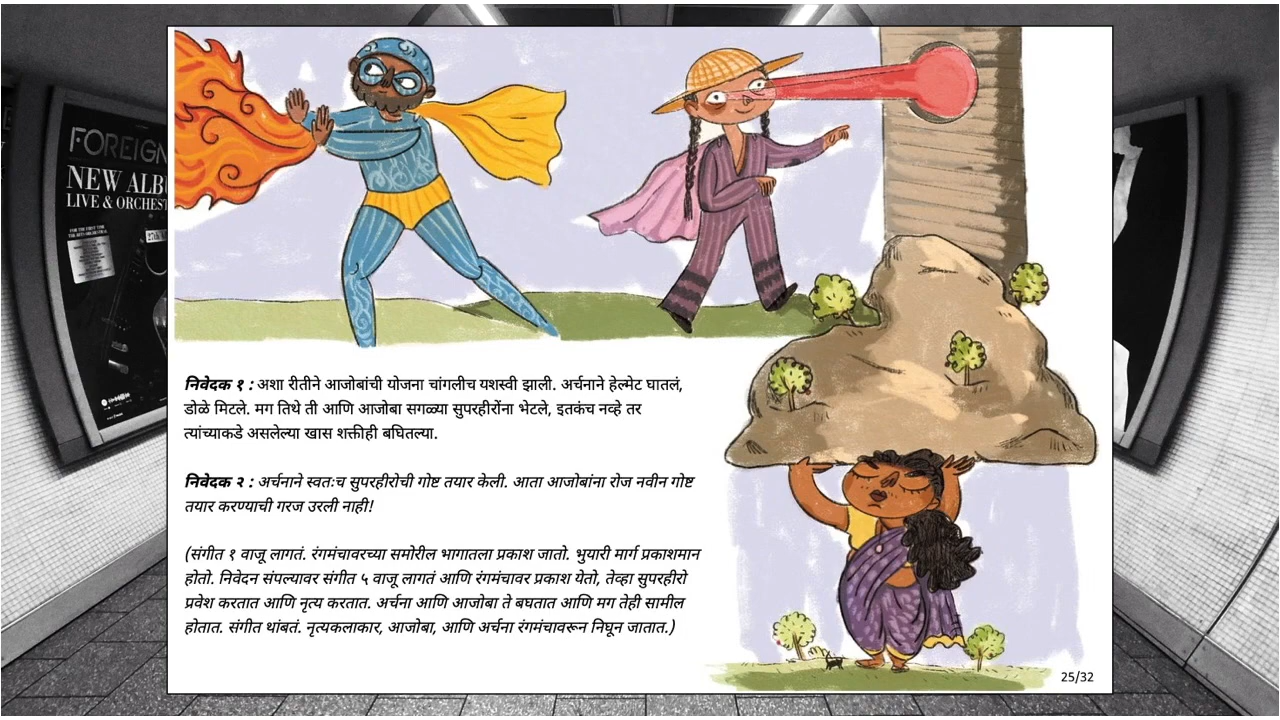 FOREIGN
NEW ALB
LIVE & ORCHEST
निवेदक १ : अशा रीतीने आजोबांची योजना चांगलीच यशस्वी झाली. अर्चनाने हेल्मेट घातलं,
डोळे मिटले. मग तिथे ती आणि आजोबा सगळ्या सुपरहीरोंना भेटले, इतकंच नव्हे तर
त्यांच्याकडे असलेल्या खास शक्तीही बघितल्या.
निवेदक २ : अर्चनाने स्वतःच सुपरहीरोची गोष्ट तयार केली. आता आजोबांना रोज नवीन गोष्ट
तयार करण्याची गरज उरली नाही!
(संगीत १ वाजू लागतं. रंगमंचावरच्या समोरील भागातला प्रकाश जातो. भुयारी मार्ग प्रकाशमान
होतो. निवेदन संपल्यावर संगीत ५ वाजू लागतं आणि रंगमंचावर प्रकाश येतो, तेव्हा सुपरहीरो
प्रवेश करतात आणि नृत्य करतात. अर्चना आणि आजोबा ते बघतात आणि मग तेही सामील
होतात. संगीत थांबतं. नृत्यकलाकार, आजोबा, आणि अर्चना रंगमंचावरून निघून जातात.)
25/32